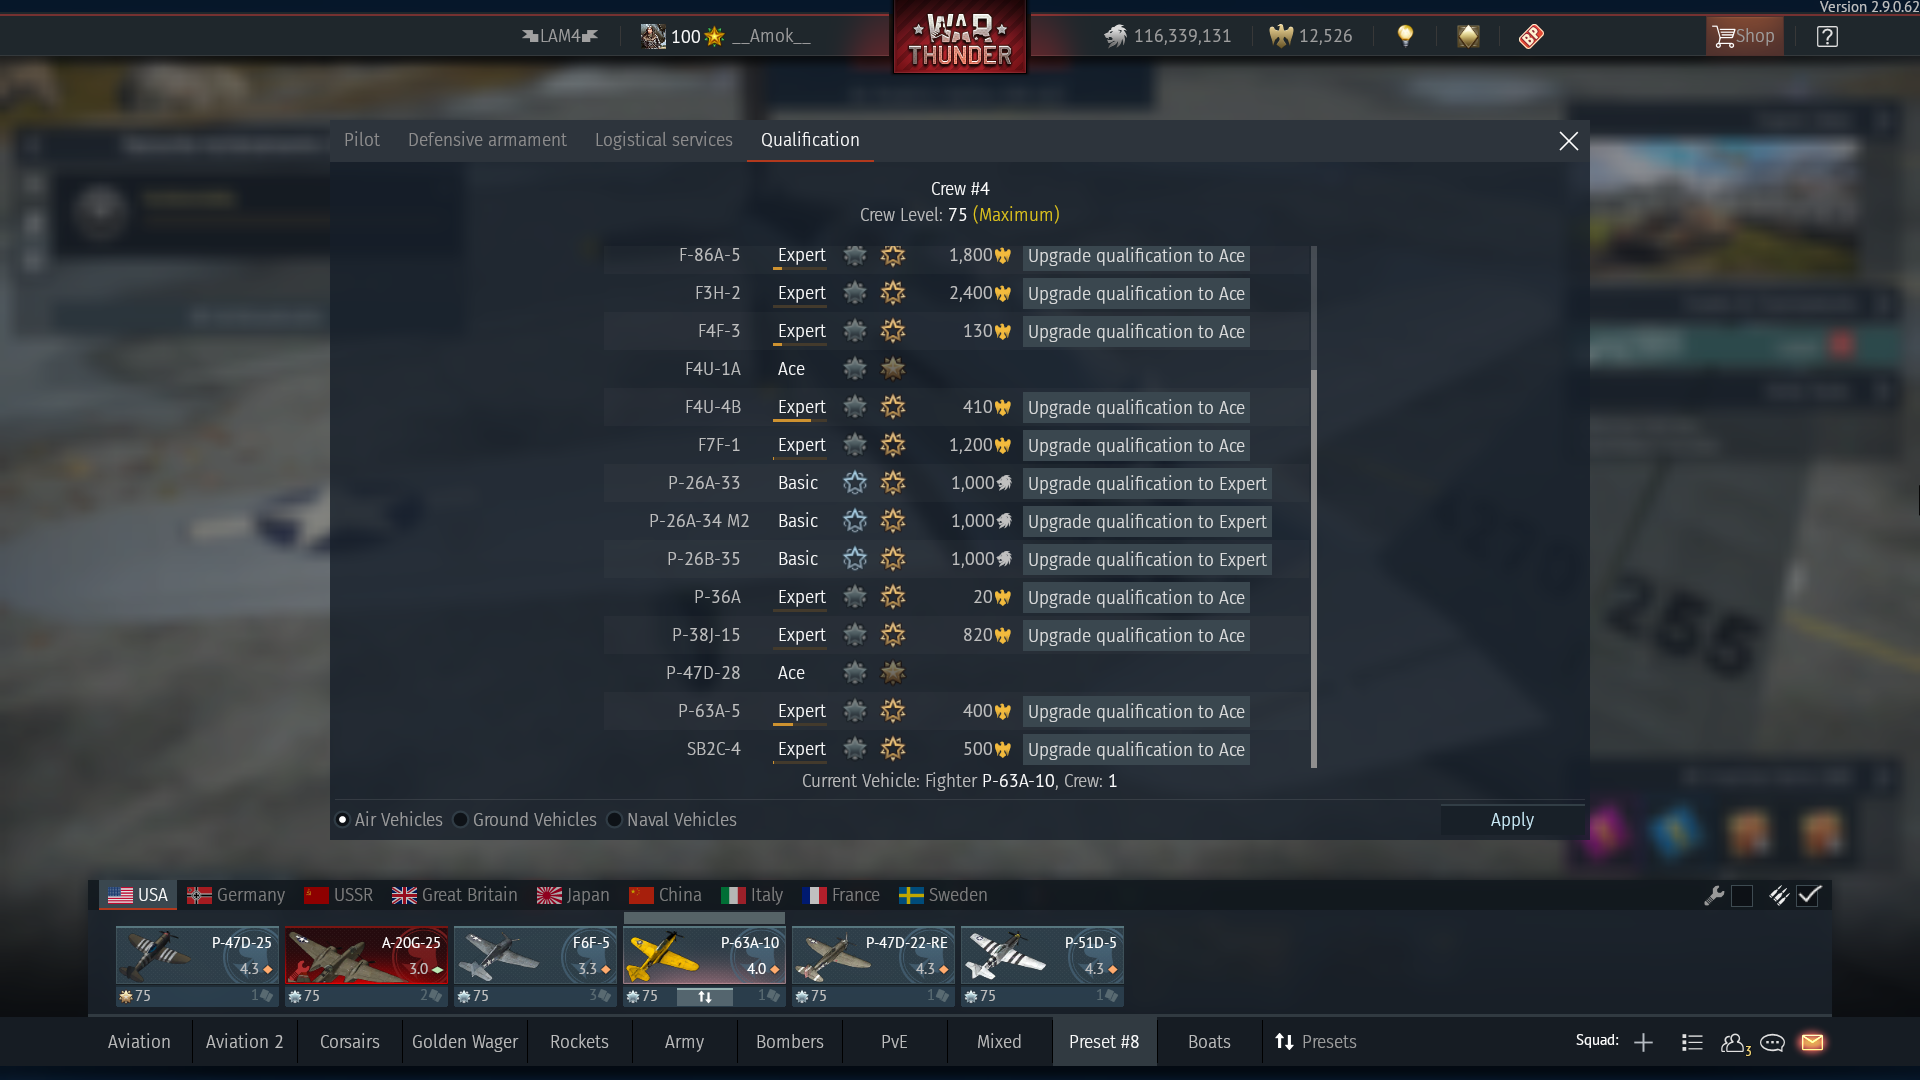 Version 2.9.0.62
LAM4
100 __Amok__
WAR THUNDER
116,339,131
12,526
BP
Shop
?
Pilot Defensive armament Logistical services Qualification
Crew #4
Crew Level: 75 (Maximum)
F-86A-5 Expert 1,800 Upgrade qualification to Ace
F3H-2 Expert 2,400 Upgrade qualification to Ace
F4F-3 Expert 130 Upgrade qualification to Ace
F4U-1A Ace
F4U-4B Expert 410 Upgrade qualification to Ace
F7F-1 Expert 1,200 Upgrade qualification to Ace
P-26A-33 Basic 1,000 Upgrade qualification to Expert
P-26A-34 M2 Basic 1,000 Upgrade qualification to Expert
P-26B-35 Basic 1,000 Upgrade qualification to Expert
P-36A Expert 20 Upgrade qualification to Ace
P-38J-15 Expert 820 Upgrade qualification to Ace
P-47D-28 Ace
P-63A-5 Expert 400 Upgrade qualification to Ace
SB2C-4 Expert 500 Upgrade qualification to Ace
Current Vehicle: Fighter P-63A-10, Crew: 1
Air Vehicles Ground Vehicles Naval Vehicles Apply
255
USA Germany USSR Great Britain Japan China Italy France Sweden
P-47D-25 A-20G-25 F6F-5 P-63A-10 P-47D-22-RE P-51D-5
4.3 3.0 3.3 4.0 4.3 4.3
75 1 75 2 75 3 75 1 75 1 75 1
Aviation Aviation 2 Corsairs Golden Wager Rockets Army Bombers PvE Mixed Preset #8 Boats Presets
Squad: 3